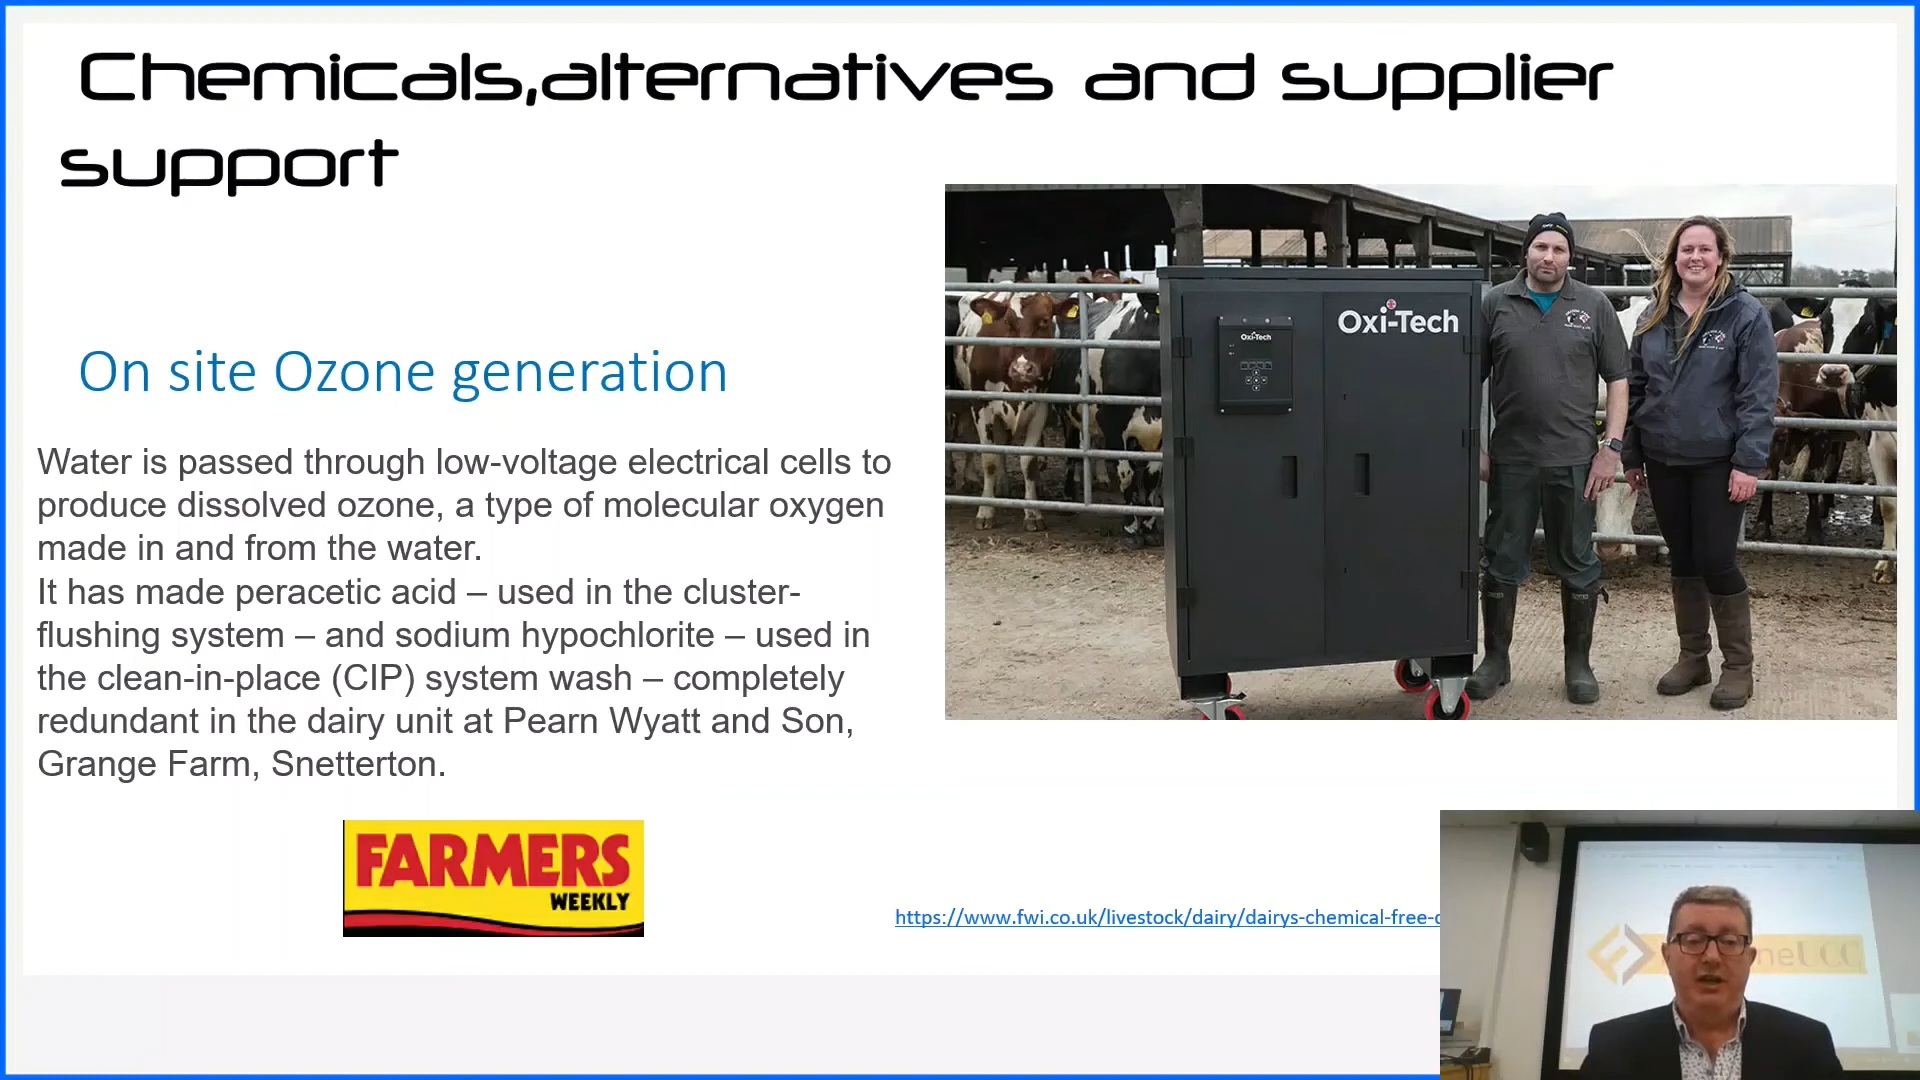 Chemicals,alternatives and supplier
support
On site Ozone generation
Water is passed through low-voltage electrical cells to
produce dissolved ozone, a type of molecular oxygen
made in and from the water.
It has made peracetic acid – used in the cluster-
flushing system – and sodium hypochlorite – used in
the clean-in-place (CIP) system wash – completely
redundant in the dairy unit at Pearn Wyatt and Son,
Grange Farm, Snetterton.
Oxi-Tech
Oxi-Tech
FARMERS
WEEKLY
https://www.fwi.co.uk/livestock/dairy/dairys-chemical-free-c
UCC